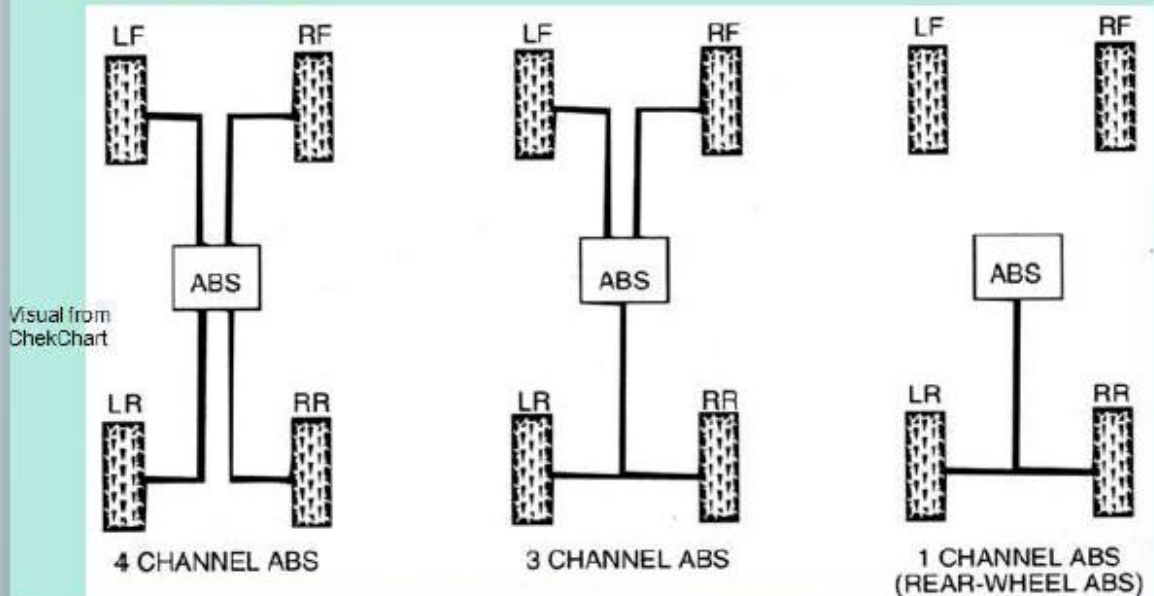 LF RF
LF RF
LF RF
ABS
ABS
ABS
Visual from
ChekChart
LR RR
LR RR
LR RR
4 CHANNEL ABS
3 CHANNEL ABS
1 CHANNEL ABS
(REAR-WHEEL ABS)